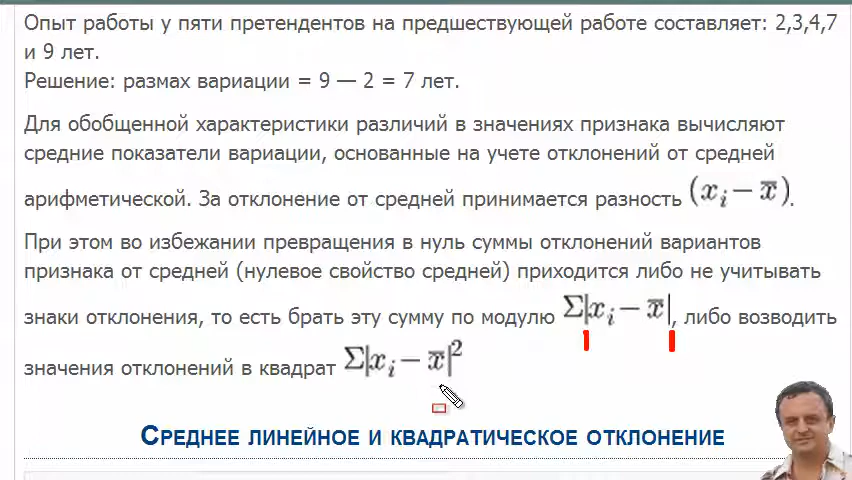 Опыт работы у пяти претендентов на предшествующей работе составляет: 2,3,4,7
и 9 лет.
Решение: размах вариации = 9 — 2 = 7 лет.
Для обобщенной характеристики различий в значениях признака вычисляют
средние показатели вариации, основанные на учете отклонений от средней
арифметической. За отклонение от средней принимается разность (xᵢ − x̅).
При этом во избежании превращения в нуль суммы отклонений вариантов
признака от средней (нулевое свойство средней) приходится либо не учитывать
знаки отклонения, то есть брать эту сумму по модулю Σ|xᵢ − x̅|, либо возводить
значения отклонений в квадрат Σ|xᵢ − x̅|²
Среднее линейное и квадратическое отклонение